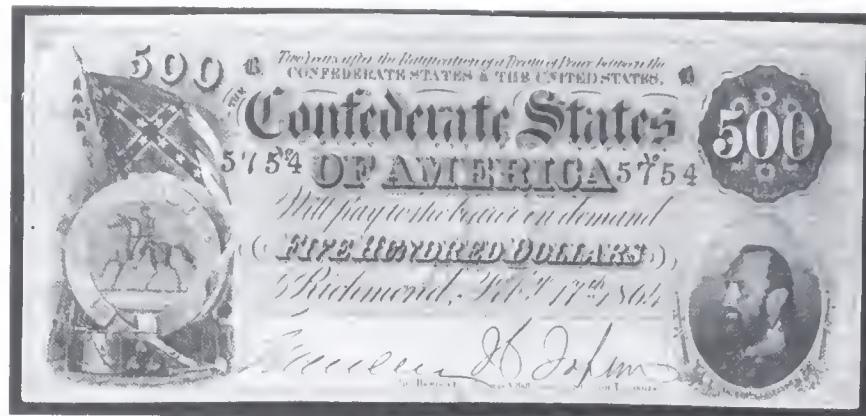 500 B Two Years after the Ratification of a Treaty of Peace between the B
CONFEDERATE STATES & THE UNITED STATES,
THE
Confederate States 500
5754 OF AMERICA 5754
Will pay to the bearer on demand
FIVE HUNDRED DOLLARS
Richmond, Feb. 17th 1864